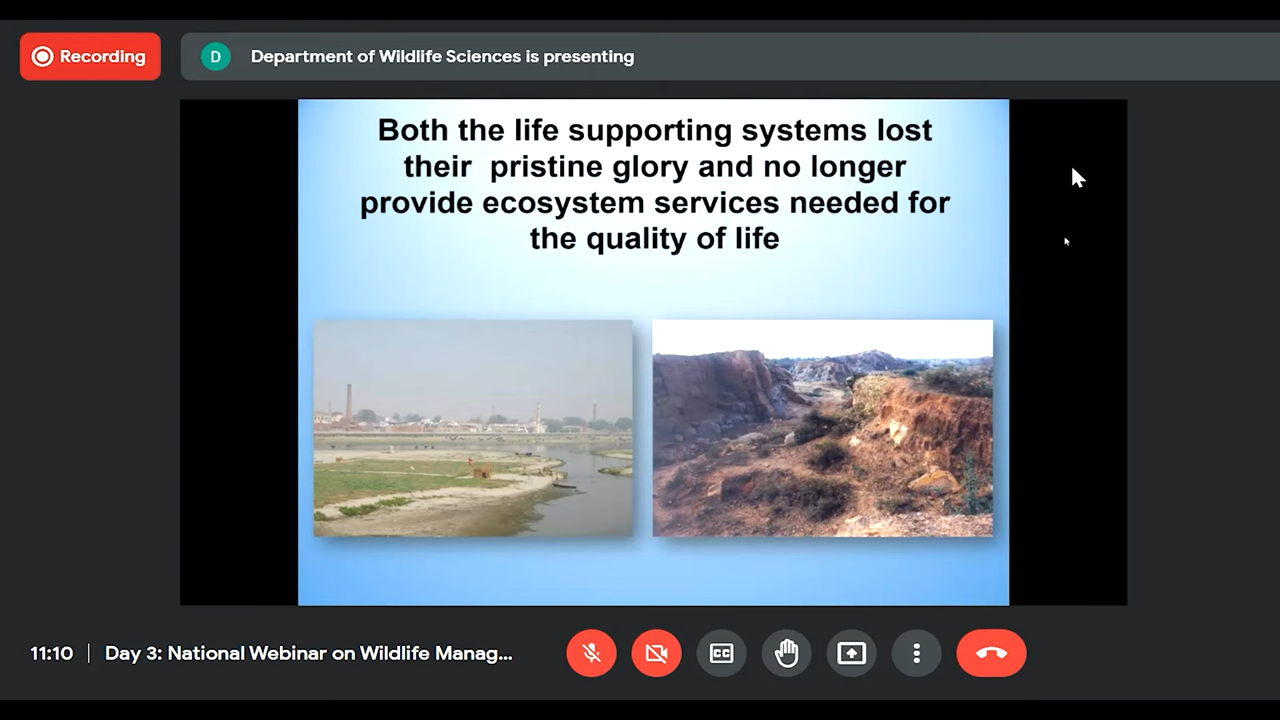 Recording
D
Department of Wildlife Sciences is presenting
Both the life supporting systems lost
their pristine glory and no longer
provide ecosystem services needed for
the quality of life
11:10
Day 3: National Webinar on Wildlife Manag...
CC